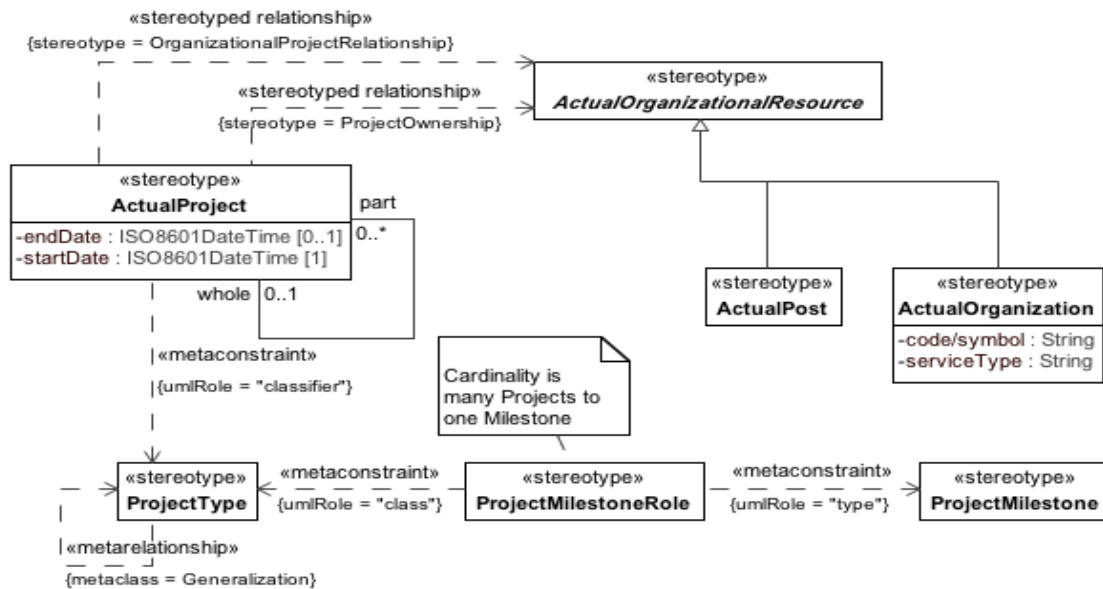 «stereotyped relationship»
{stereotype = OrganizationalProjectRelationship}
«stereotype»
ActualOrganizationalResource
«stereotyped relationship»
{stereotype = ProjectOwnership}
«stereotype»
ActualProject
-endDate : ISO8601DateTime [0..1]
-startDate : ISO8601DateTime [1]
part
0..*
whole
0..1
«stereotype»
ActualPost
«stereotype»
ActualOrganization
-code/symbol : String
-serviceType : String
«metaconstraint»
{umlRole = "classifier"}
Cardinality is
many Projects to
one Milestone
«stereotype»
ProjectType
«metaconstraint»
{umlRole = "class"}
«stereotype»
ProjectMilestoneRole
«metaconstraint»
{umlRole = "type"}
«stereotype»
ProjectMilestone
«metarelationship»
{metaclass = Generalization}